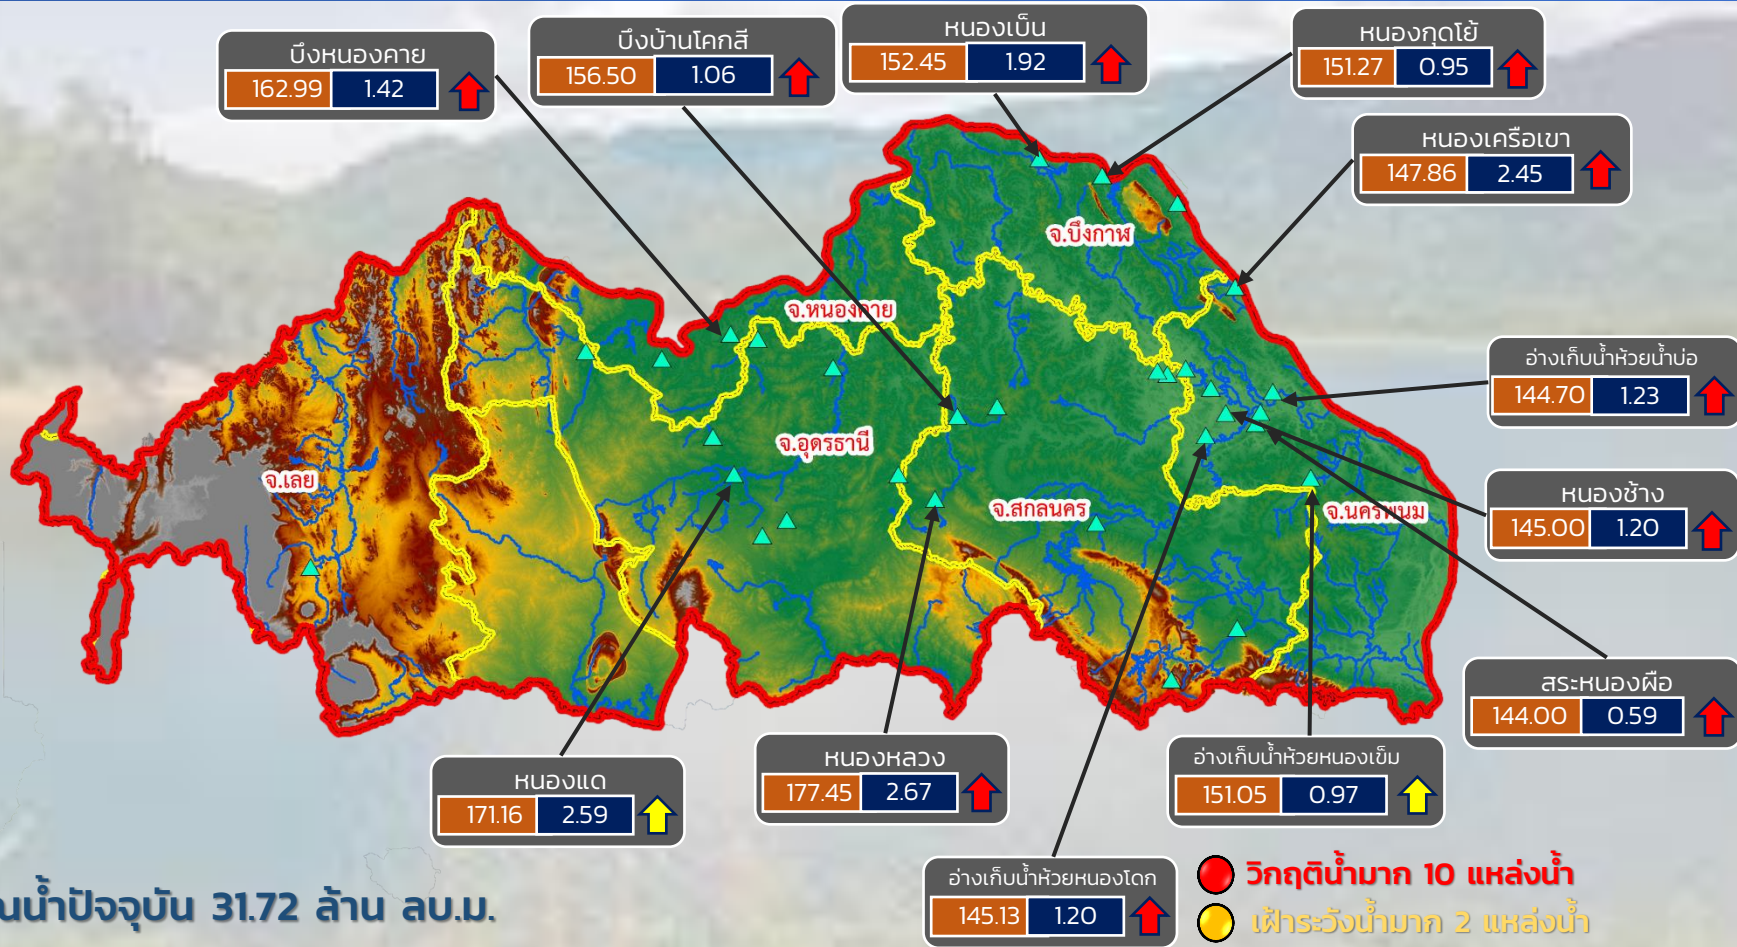 บึงหนองคาย
162.99 1.42
บึงบ้านโคกสี
156.50 1.06
หนองเบ็น
152.45 1.92
หนองกุดโย้
151.27 0.95
หนองเครือเขา
147.86 2.45
จ.บึงกาฬ
จ.หนองคาย
อ่างเก็บน้ำห้วยน้ำบ่อ
144.70 1.23
จ.อุดรธานี
จ.เลย
จ.สกลนคร
จ.นครพนม
หนองช้าง
145.00 1.20
สระหนองผือ
144.00 0.59
หนองแด
171.16 2.59
หนองหลวง
177.45 2.67
อ่างเก็บน้ำห้วยหนองเข็ม
151.05 0.97
อ่างเก็บน้ำห้วยหนองโดก
145.13 1.20
วิกฤติน้ำมาก 10 แหล่งน้ำ
เฝ้าระวังน้ำมาก 2 แหล่งน้ำ
ณน้ำปัจจุบัน 31.72 ล้าน ลบ.ม.